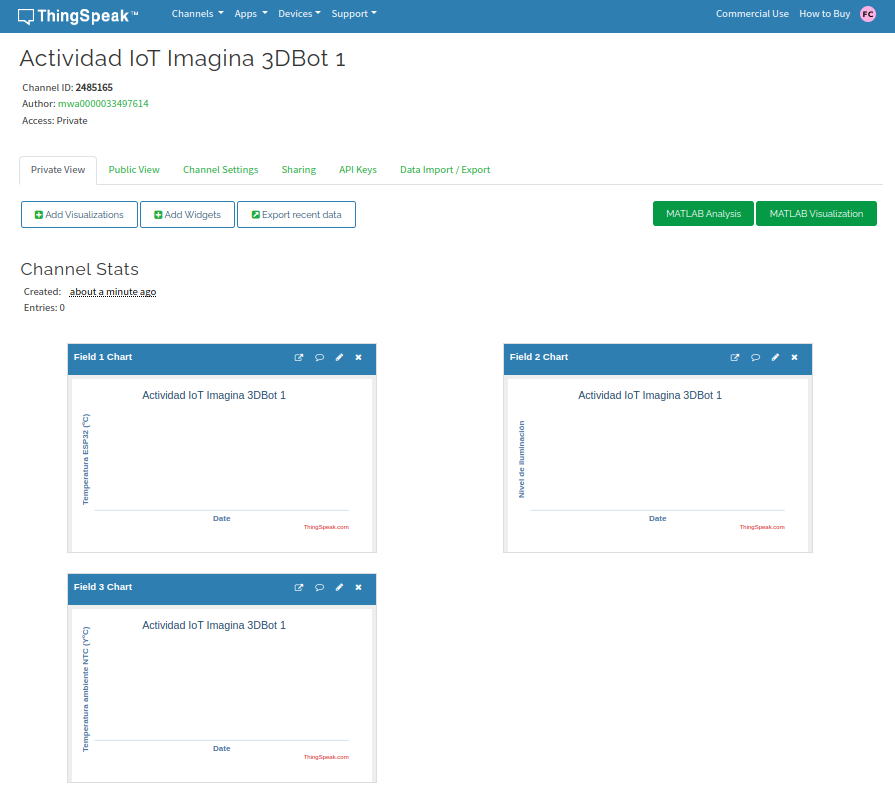 ThingSpeak™ Channels Apps Devices Support Commercial Use How to Buy FC
Actividad IoT Imagina 3DBot 1
Channel ID: 2485165
Author: mwa0000033497614
Access: Private
Private View Public View Channel Settings Sharing API Keys Data Import / Export
Add Visualizations Add Widgets Export recent data MATLAB Analysis MATLAB Visualization
Channel Stats
Created: about a minute ago
Entries: 0
Field 1 Chart
Actividad IoT Imagina 3DBot 1
Temperatura ESP32 (ºC)
Date
ThingSpeak.com
Field 2 Chart
Actividad IoT Imagina 3DBot 1
Nivel de iluminación
Date
ThingSpeak.com
Field 3 Chart
Actividad IoT Imagina 3DBot 1
Temperatura ambiente NTC (YºC)
Date
ThingSpeak.com